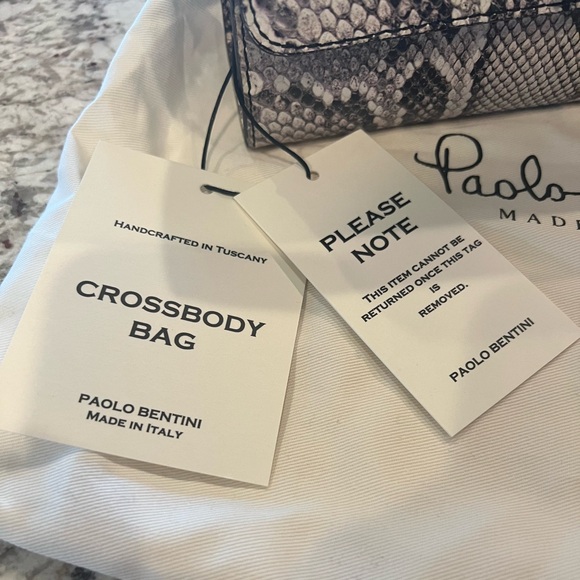 Handcrafted in Tuscany
CROSSBODY
BAG
PAOLO BENTINI
Made in Italy
PLEASE
NOTE
This item cannot be
returned once this tag
is
removed.
PAOLO BENTINI
Paolo
MADE